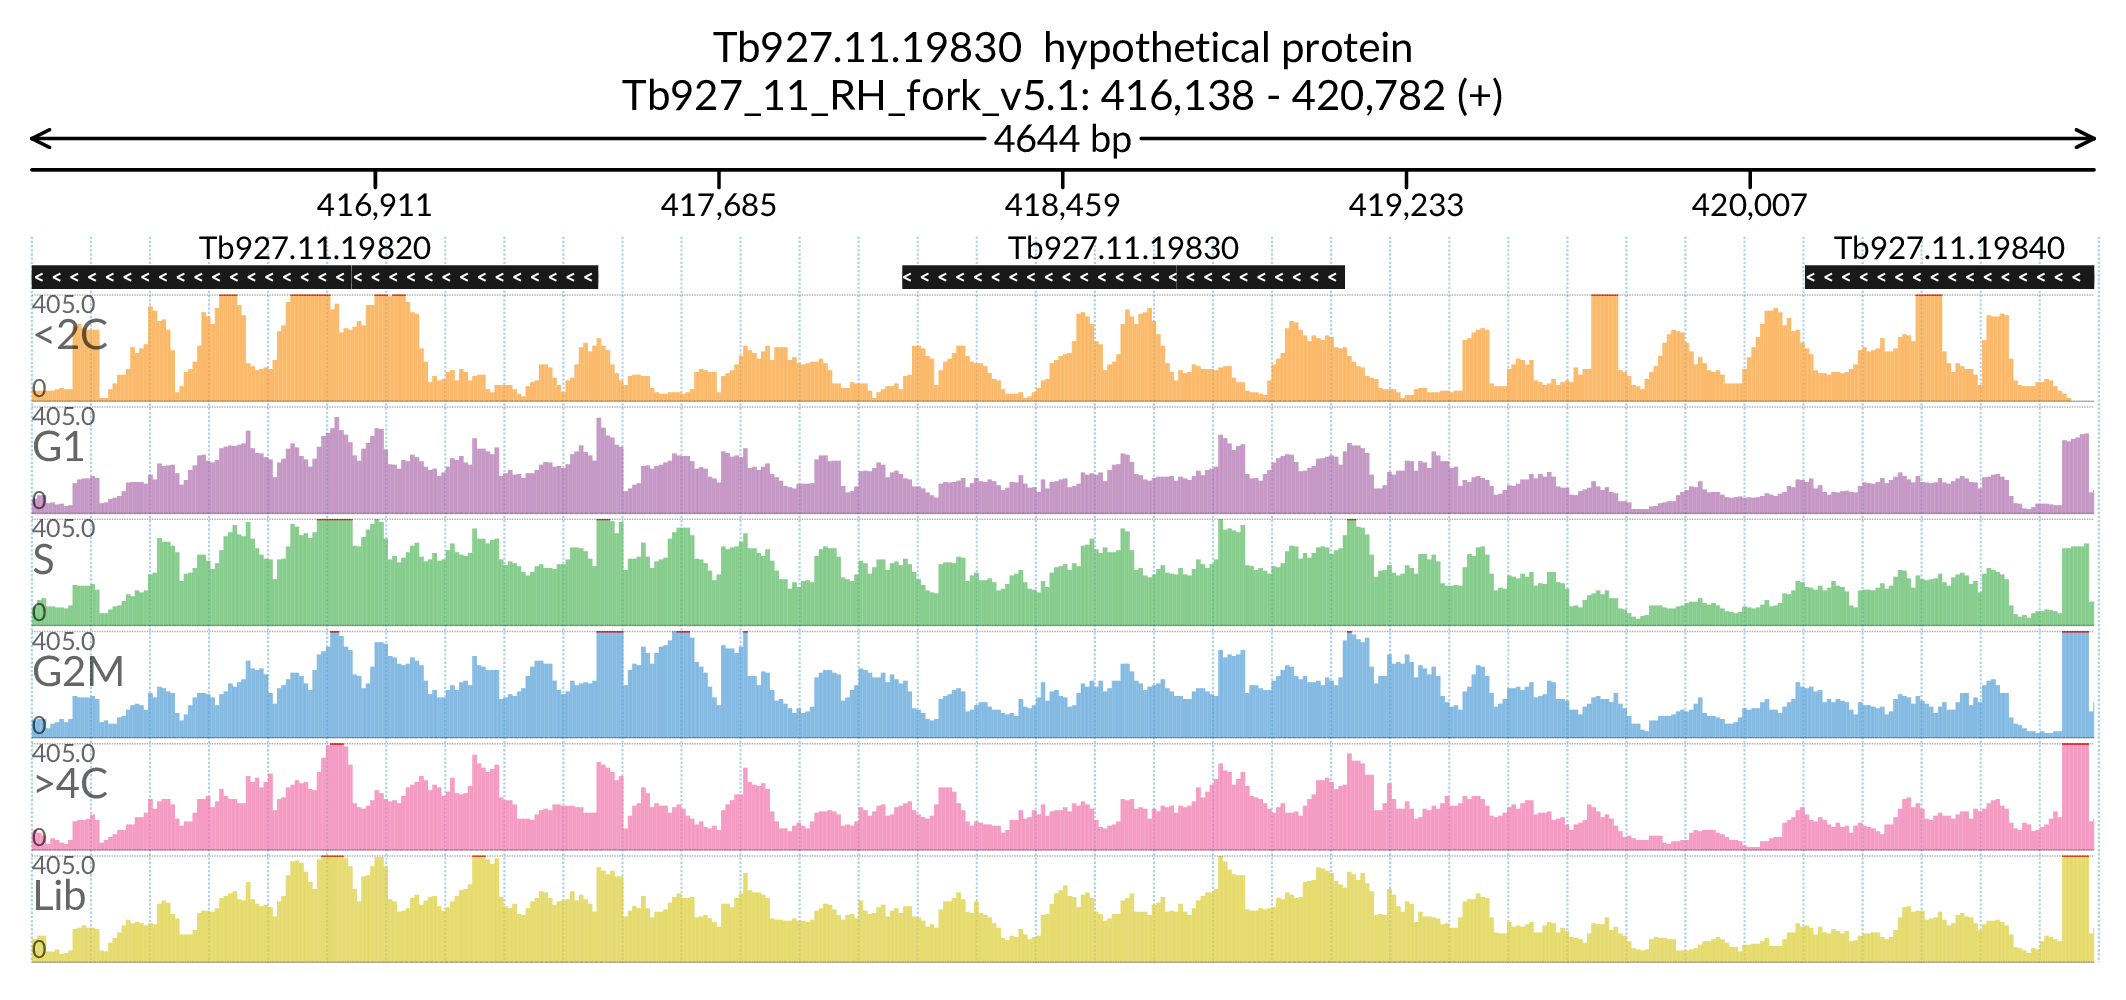 Tb927.11.19830 hypothetical protein
Tb927_11_RH_fork_v5.1: 416,138 - 420,782 (+)
4644 bp
416,911 417,685 418,459 419,233 420,007
Tb927.11.19820 Tb927.11.19830 Tb927.11.19840
405.0
<2C
0
405.0
G1
0
405.0
S
0
405.0
G2M
0
405.0
>4C
0
405.0
Lib
0